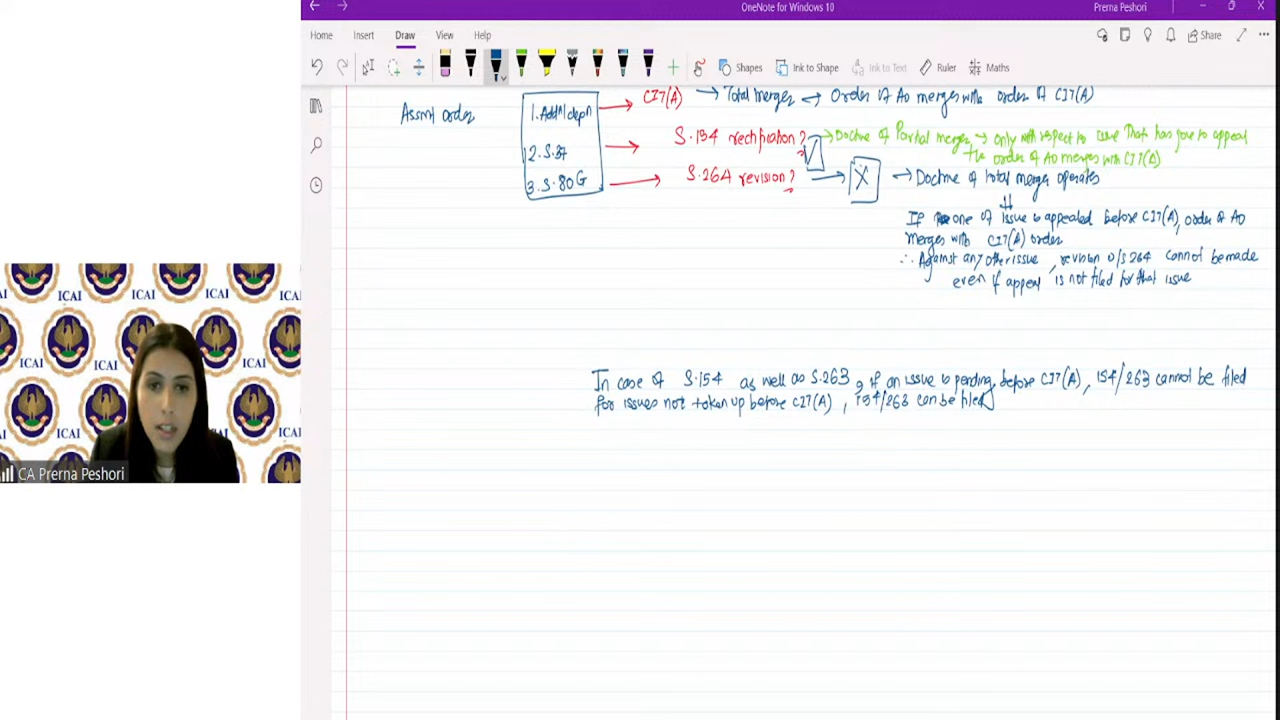 OneNote for Windows 10
Prerna Peshori
Home Insert Draw View Help
Share
Shapes Ink to Shape Ink to Text Ruler Maths
Assmt order
1. Addnl depn
2. S.37
3. S. 80G
CIT(A) → Total merger → Order of AO merges with order of CIT(A)
S.154 rectification? → Doctrine of Partial merger → only with respect to issue that has gone to appeal
the order of AO merges with CIT(A)
S.264 revision? → X → Doctrine of total merger operates
If one of issue is appealed before CIT(A), order of AO
merges with CIT(A) order
∴ Against any other issue, revision u/s 264 cannot be made
even if appeal is not filed for that issue
In case of S.154 as well as S.263, if an issue is pending before CIT(A), 154/263 cannot be filed
for issues not taken up before CIT(A), 154/263 can be filed
ICAI
ICAI
ICAI
ICAI
ICAI
CA Prerna Peshori